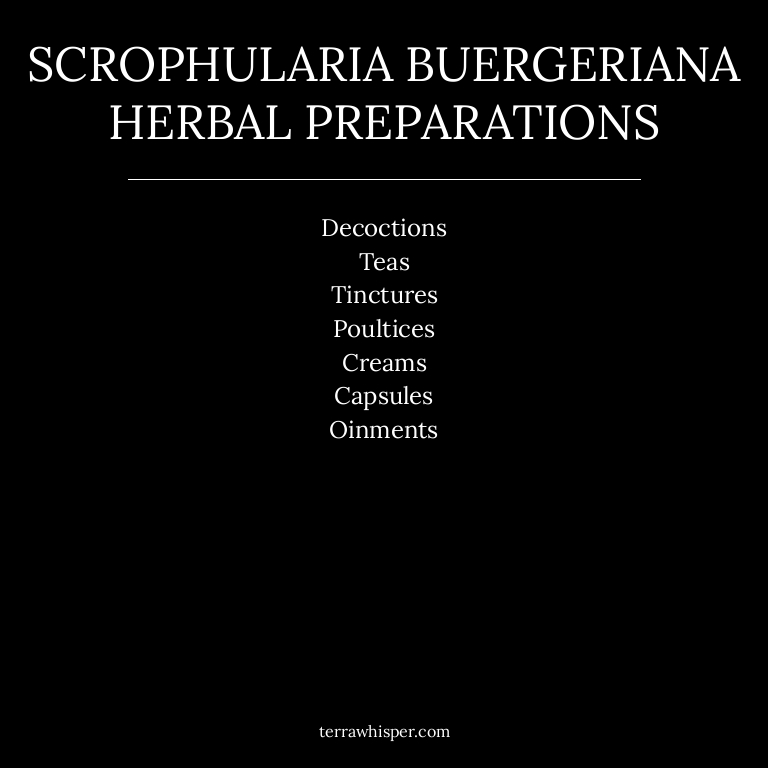 SCROPHULARIA BUERGERIANA
HERBAL PREPARATIONS
Decoctions
Teas
Tinctures
Poultices
Creams
Capsules
Oinments
terrawhisper.com